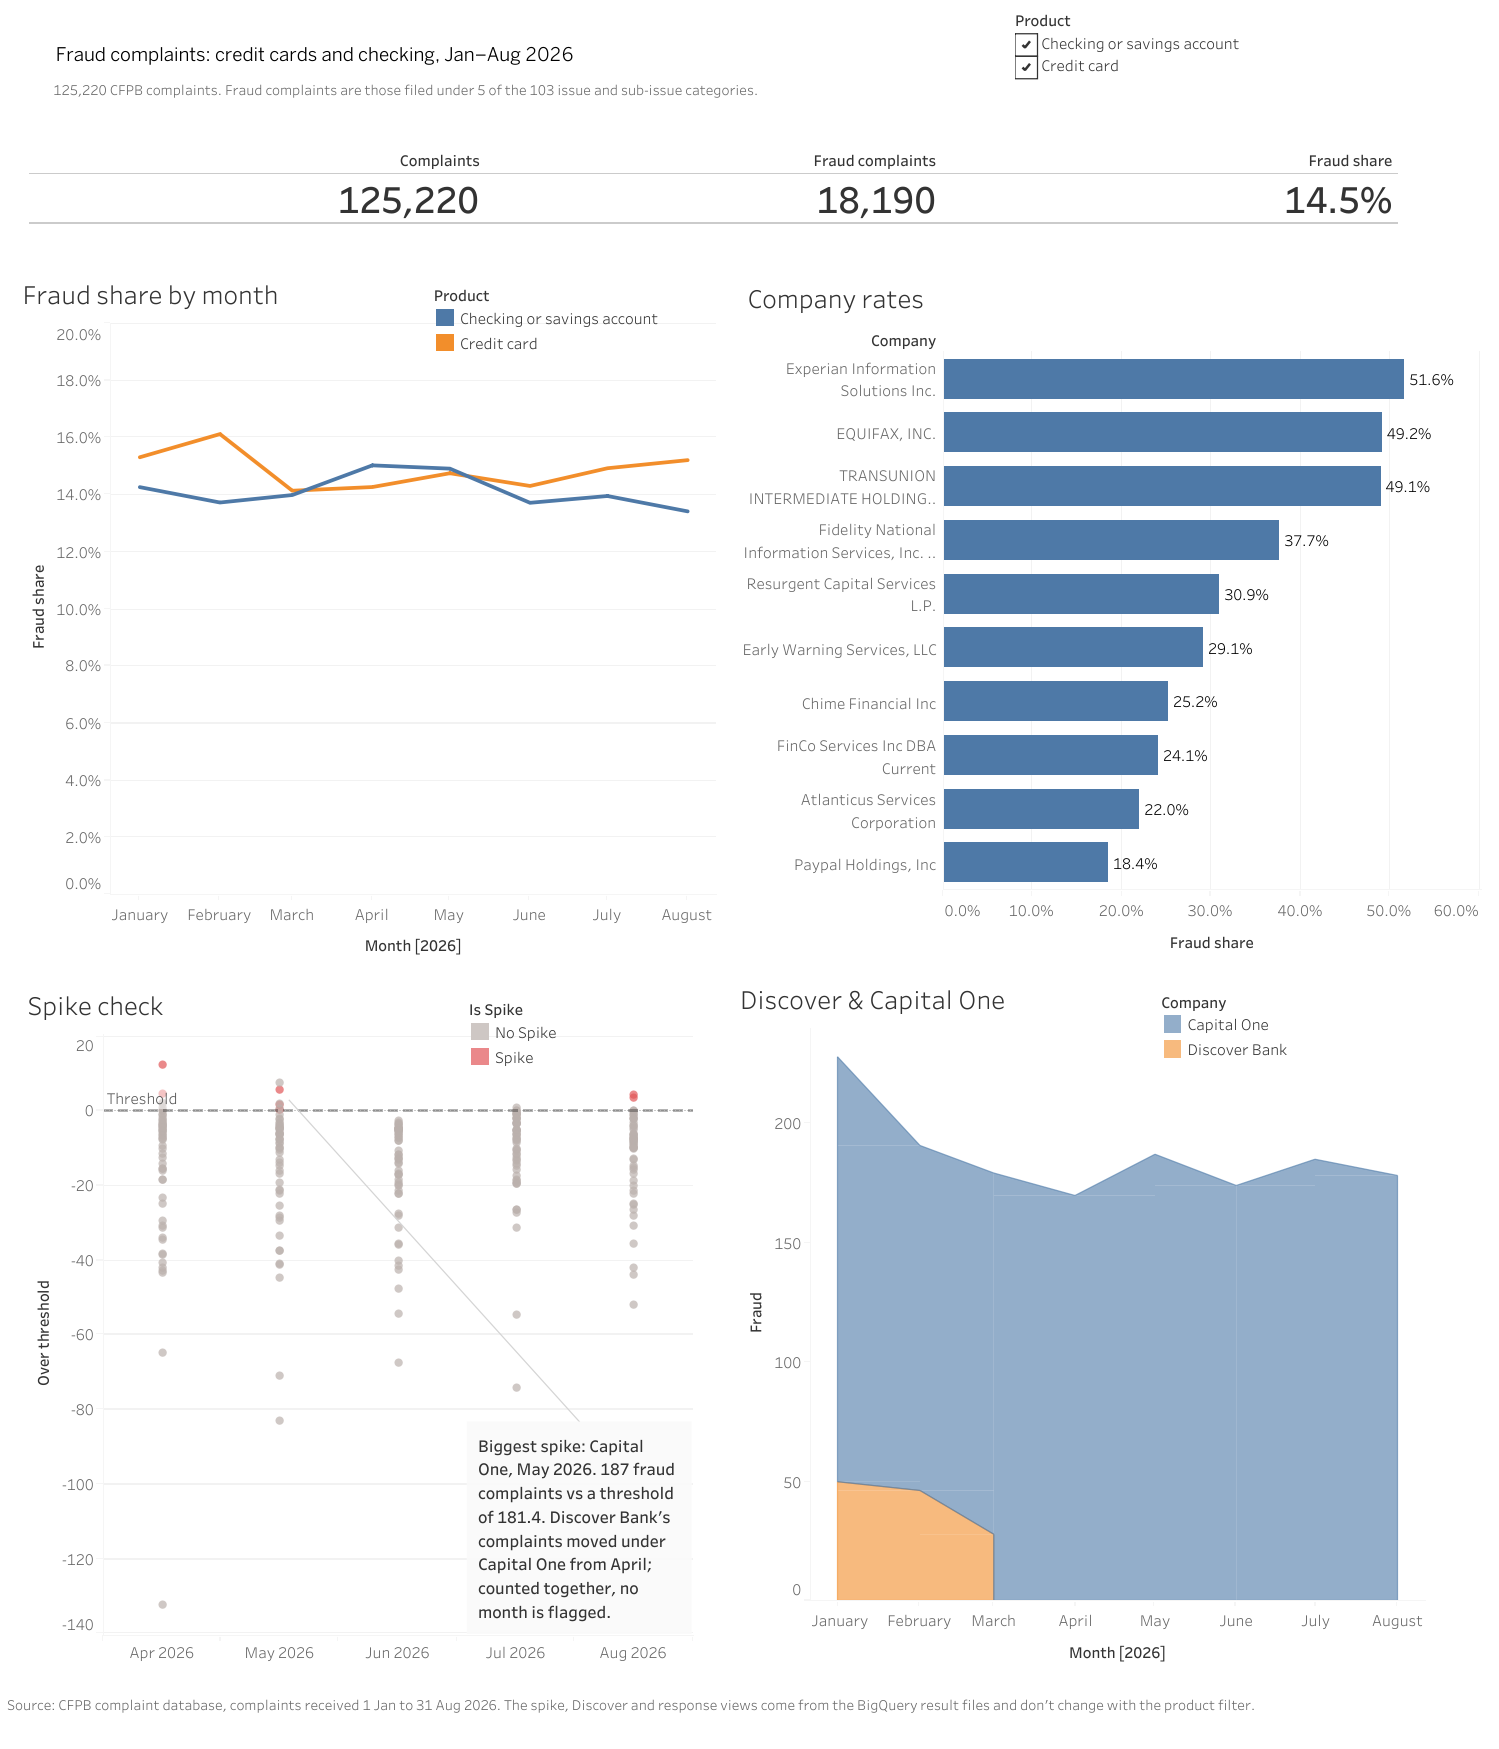 Product
Checking or savings account
Credit card
Fraud complaints: credit cards and checking, Jan–Aug 2026
125,220 CFPB complaints. Fraud complaints are those filed under 5 of the 103 issue and sub-issue categories.
Complaints Fraud complaints Fraud share
125,220 18,190 14.5%
Fraud share by month
Product
Checking or savings account
Credit card
20.0%
18.0%
16.0%
14.0%
12.0%
10.0%
8.0%
6.0%
4.0%
2.0%
0.0%
Fraud share
January February March April May June July August
Month [2026]
Company rates
Company
Experian Information
Solutions Inc.
51.6%
EQUIFAX, INC.
49.2%
TRANSUNION
INTERMEDIATE HOLDING..
49.1%
Fidelity National
Information Services, Inc. ..
37.7%
Resurgent Capital Services
L.P.
30.9%
Early Warning Services, LLC
29.1%
Chime Financial Inc
25.2%
FinCo Services Inc DBA
Current
24.1%
Atlanticus Services
Corporation
22.0%
Paypal Holdings, Inc
18.4%
0.0% 10.0% 20.0% 30.0% 40.0% 50.0% 60.0%
Fraud share
Spike check
Is Spike
No Spike
Spike
20
Threshold
0
-20
-40
-60
-80
-100
-120
-140
Over threshold
Biggest spike: Capital
One, May 2026. 187 fraud
complaints vs a threshold
of 181.4. Discover Bank's
complaints moved under
Capital One from April;
counted together, no
month is flagged.
Apr 2026 May 2026 Jun 2026 Jul 2026 Aug 2026
Discover & Capital One
Company
Capital One
Discover Bank
200
150
100
50
0
Fraud
January February March April May June July August
Month [2026]
Source: CFPB complaint database, complaints received 1 Jan to 31 Aug 2026. The spike, Discover and response views come from the BigQuery result files and don't change with the product filter.